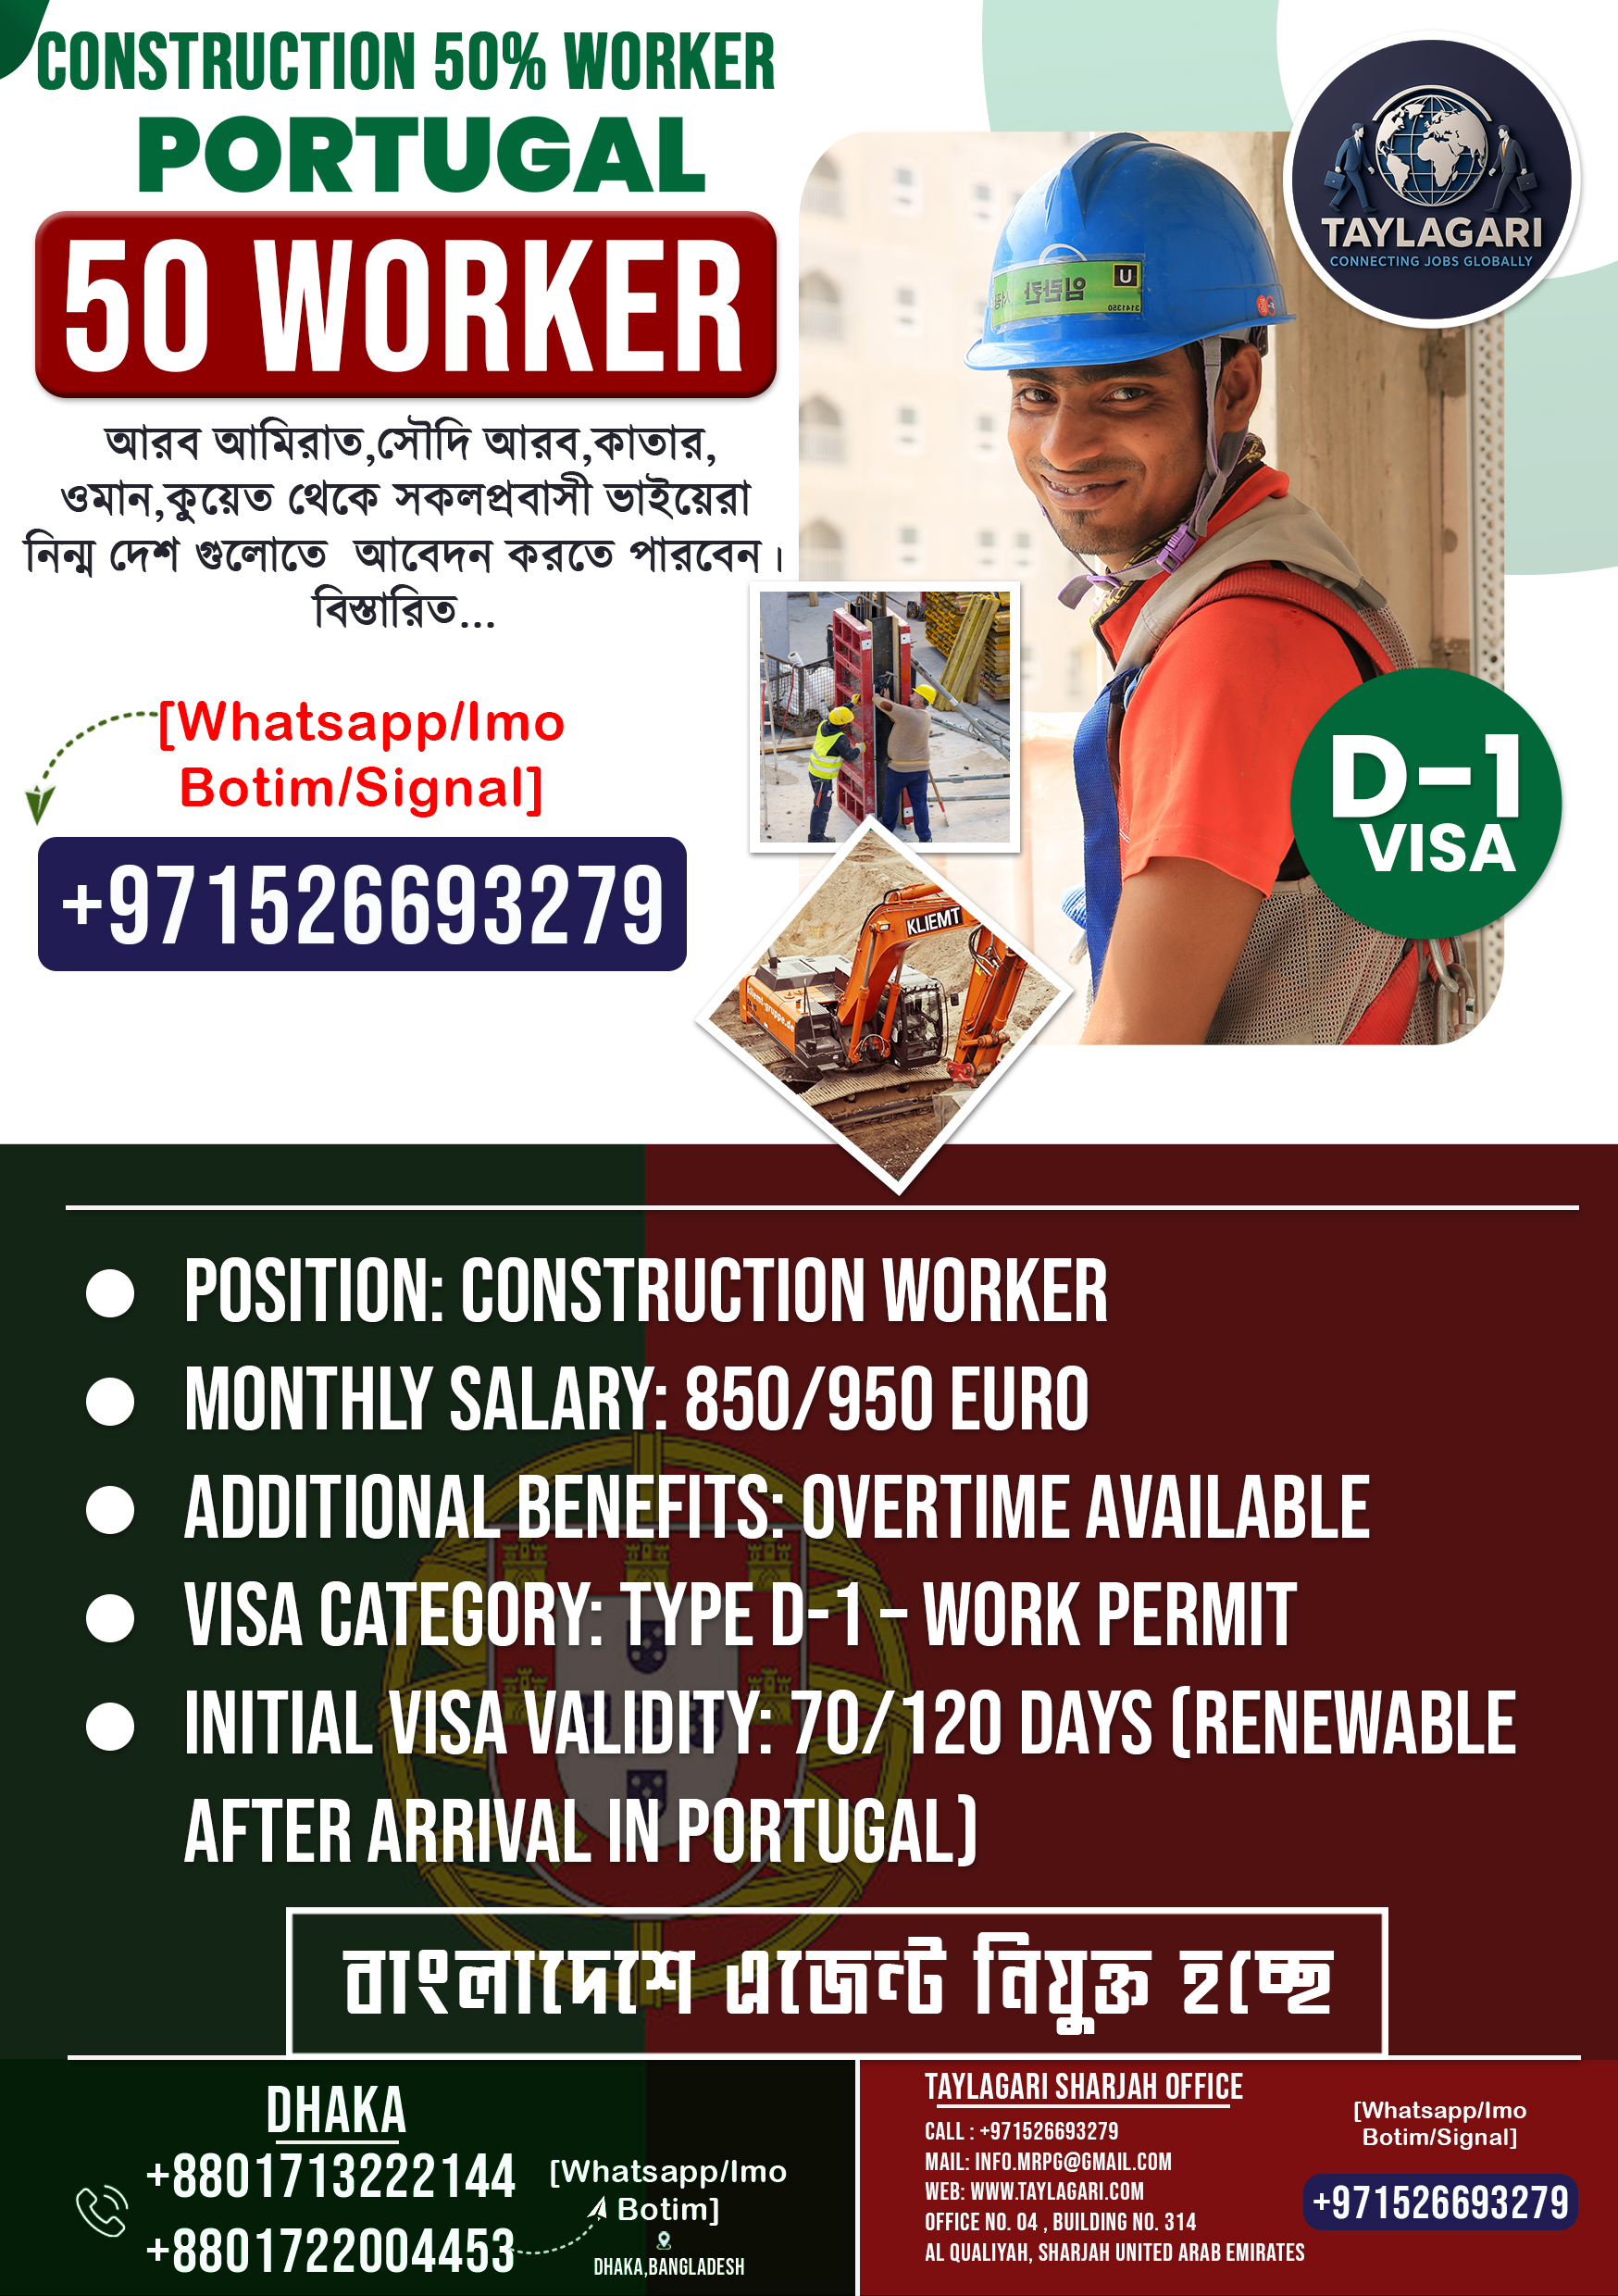 CONSTRUCTION 50% WORKER
PORTUGAL
50 WORKER
আরব আমিরাত,সৌদি আরব,কাতার,
ওমান,কুয়েত থেকে সকলপ্রবাসী ভাইয়েরা
নিন্ম দেশ গুলোতে আবেদন করতে পারবেন।
বিস্তারিত...
[Whatsapp/Imo
Botim/Signal]
+971526693279
TAYLAGARI
CONNECTING JOBS GLOBALLY
U
3141350
D-1
VISA
KLIEMT
kliemt-gruppe.de
POSITION: CONSTRUCTION WORKER
MONTHLY SALARY: 850/950 EURO
ADDITIONAL BENEFITS: OVERTIME AVAILABLE
VISA CATEGORY: TYPE D-1 – WORK PERMIT
INITIAL VISA VALIDITY: 70/120 DAYS (RENEWABLE
AFTER ARRIVAL IN PORTUGAL)
বাংলাদেশে এজেন্ট নিযুক্ত হচ্ছে
DHAKA
+8801713222144
+8801722004453
[Whatsapp/Imo
Botim]
DHAKA,BANGLADESH
TAYLAGARI SHARJAH OFFICE
CALL : +971526693279
MAIL: INFO.MRPG@GMAIL.COM
WEB: WWW.TAYLAGARI.COM
OFFICE NO. 04 , BUILDING NO. 314
AL QUALIYAH, SHARJAH UNITED ARAB EMIRATES
[Whatsapp/Imo
Botim/Signal]
+971526693279